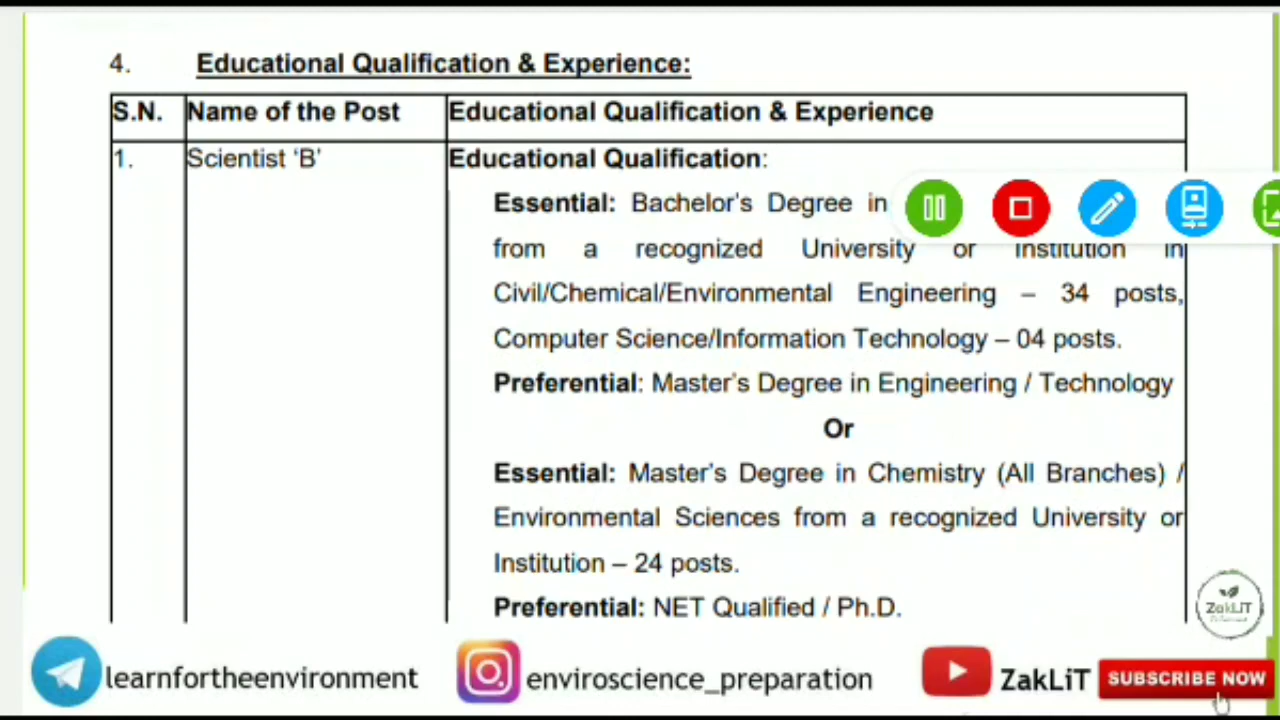 4. Educational Qualification & Experience:
S.N. Name of the Post Educational Qualification & Experience
1. Scientist ‘B’ Educational Qualification:
Essential: Bachelor’s Degree in
from a recognized University or Institution in
Civil/Chemical/Environmental Engineering – 34 posts,
Computer Science/Information Technology – 04 posts.
Preferential: Master’s Degree in Engineering / Technology
Or
Essential: Master’s Degree in Chemistry (All Branches) /
Environmental Sciences from a recognized University or
Institution – 24 posts.
Preferential: NET Qualified / Ph.D.
ZakLiT
learnfortheenvironment enviroscience_preparation ZakLiT SUBSCRIBE NOW